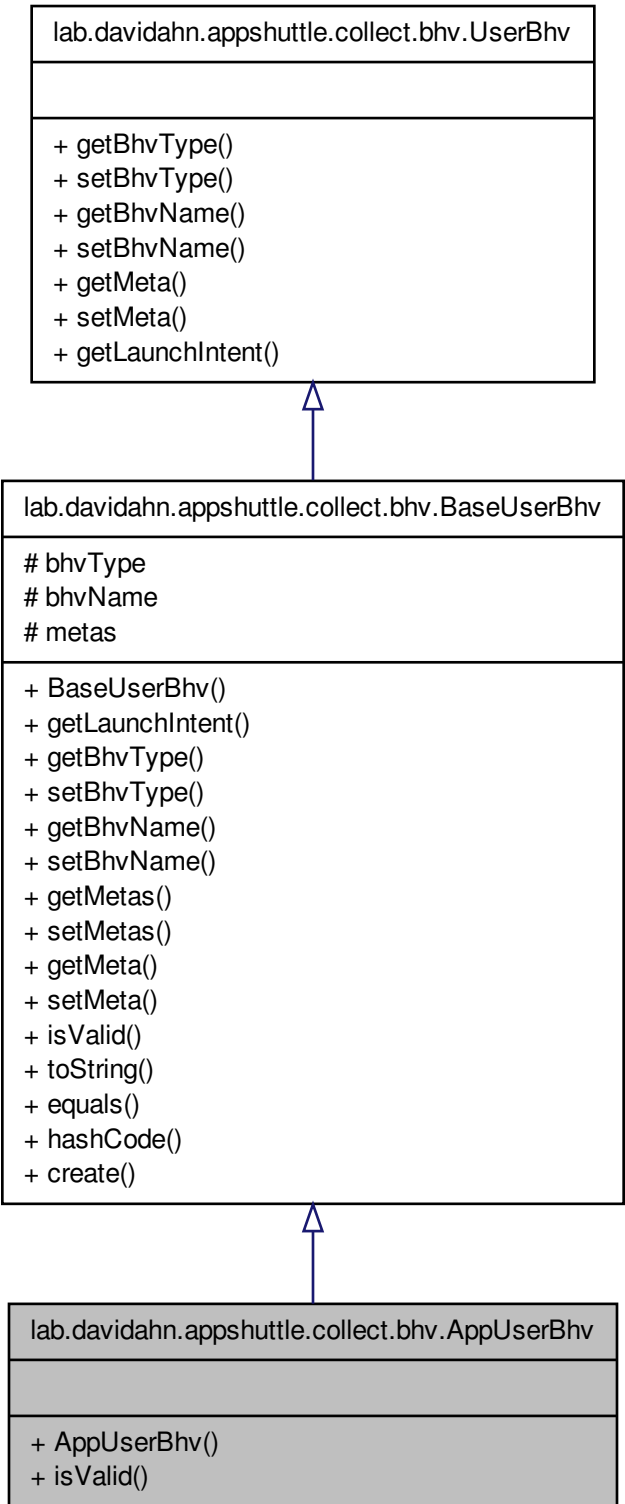 lab.davidahn.appshuttle.collect.bhv.UserBhv
+ getBhvType()
+ setBhvType()
+ getBhvName()
+ setBhvName()
+ getMeta()
+ setMeta()
+ getLaunchIntent()
lab.davidahn.appshuttle.collect.bhv.BaseUserBhv
# bhvType
# bhvName
# metas
+ BaseUserBhv()
+ getLaunchIntent()
+ getBhvType()
+ setBhvType()
+ getBhvName()
+ setBhvName()
+ getMetas()
+ setMetas()
+ getMeta()
+ setMeta()
+ isValid()
+ toString()
+ equals()
+ hashCode()
+ create()
lab.davidahn.appshuttle.collect.bhv.AppUserBhv
+ AppUserBhv()
+ isValid()